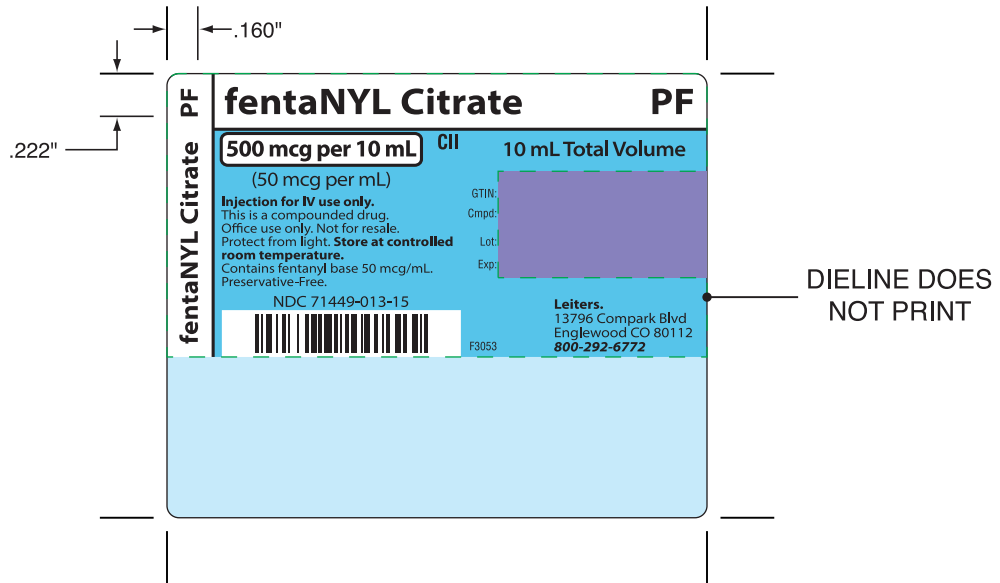 .160"
.222"
fentaNYL Citrate PF
fentaNYL Citrate PF
500 mcg per 10 mL CII 10 mL Total Volume
(50 mcg per mL)
Injection for IV use only.
This is a compounded drug.
Office use only. Not for resale.
Protect from light. Store at controlled
room temperature.
Contains fentanyl base 50 mcg/mL.
Preservative-Free.
NDC 71449-013-15
GTIN:
Cmpd:
Lot:
Exp:
F3053
Leiters.
13796 Compark Blvd
Englewood CO 80112
800-292-6772
DIELINE DOES
NOT PRINT